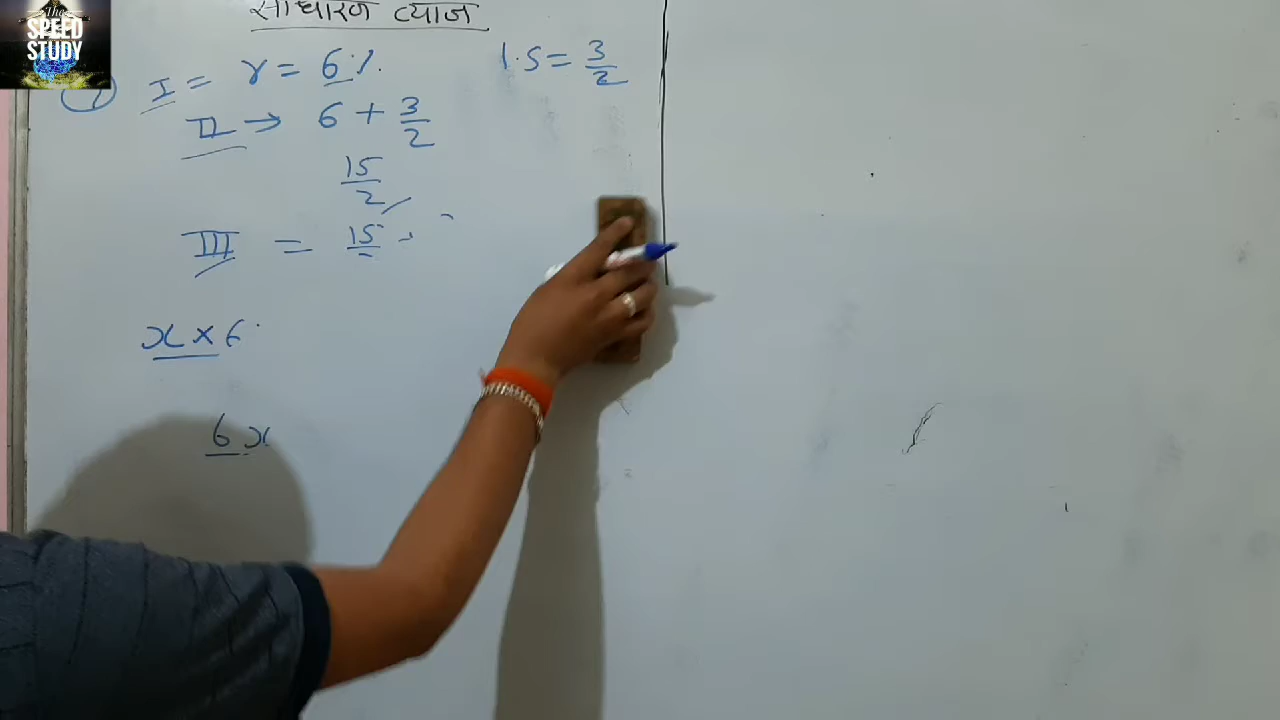 The
SPEED
STUDY
साधारण ब्याज
I = r = 6% 1.5 = 3/2
II → 6 + 3/2
15/2
III = 15
x × 6
6x